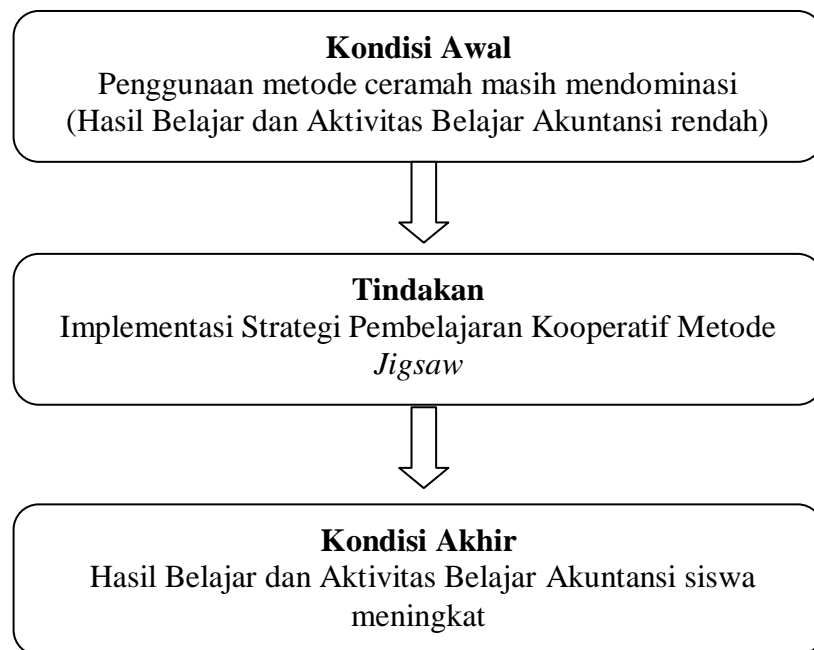 Kondisi Awal
Penggunaan metode ceramah masih mendominasi
(Hasil Belajar dan Aktivitas Belajar Akuntansi rendah)
Tindakan
Implementasi Strategi Pembelajaran Kooperatif Metode
Jigsaw
Kondisi Akhir
Hasil Belajar dan Aktivitas Belajar Akuntansi siswa
meningkat